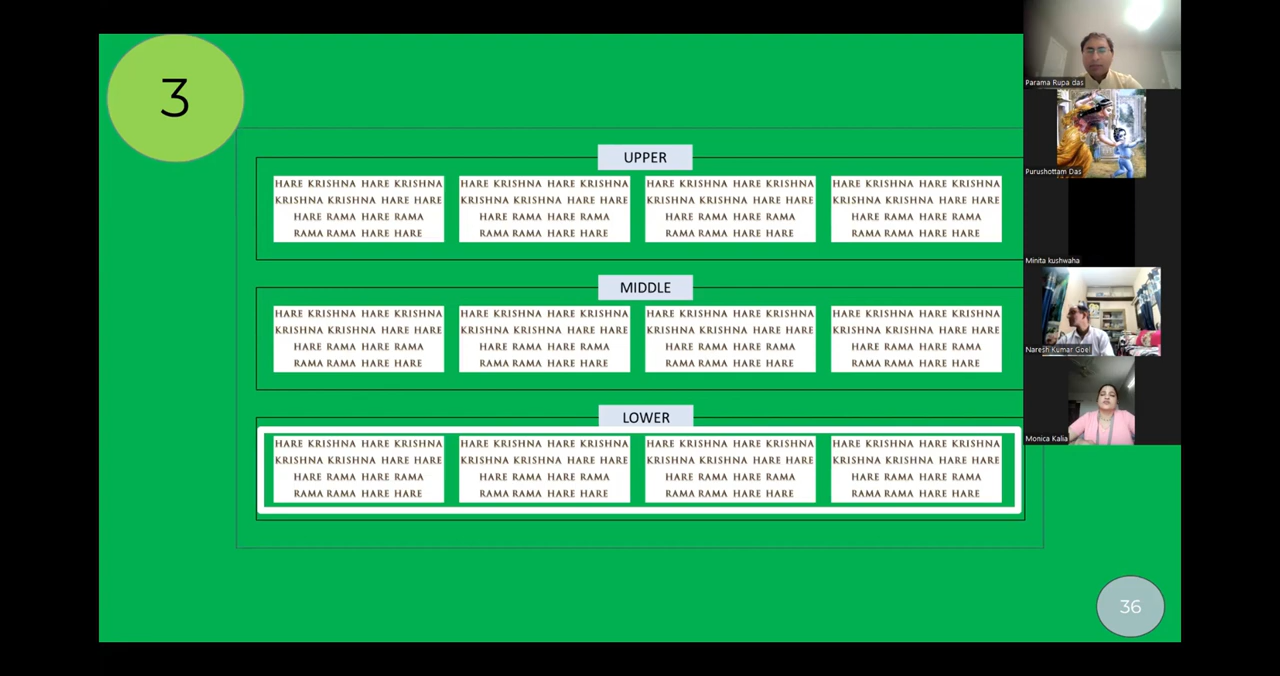 3
UPPER
HARE KRISHNA HARE KRISHNA
KRISHNA KRISHNA HARE HARE
HARE RAMA HARE RAMA
RAMA RAMA HARE HARE
HARE KRISHNA HARE KRISHNA
KRISHNA KRISHNA HARE HARE
HARE RAMA HARE RAMA
RAMA RAMA HARE HARE
HARE KRISHNA HARE KRISHNA
KRISHNA KRISHNA HARE HARE
HARE RAMA HARE RAMA
RAMA RAMA HARE HARE
HARE KRISHNA HARE KRISHNA
KRISHNA KRISHNA HARE HARE
HARE RAMA HARE RAMA
RAMA RAMA HARE HARE
MIDDLE
HARE KRISHNA HARE KRISHNA
KRISHNA KRISHNA HARE HARE
HARE RAMA HARE RAMA
RAMA RAMA HARE HARE
HARE KRISHNA HARE KRISHNA
KRISHNA KRISHNA HARE HARE
HARE RAMA HARE RAMA
RAMA RAMA HARE HARE
HARE KRISHNA HARE KRISHNA
KRISHNA KRISHNA HARE HARE
HARE RAMA HARE RAMA
RAMA RAMA HARE HARE
HARE KRISHNA HARE KRISHNA
KRISHNA KRISHNA HARE HARE
HARE RAMA HARE RAMA
RAMA RAMA HARE HARE
LOWER
HARE KRISHNA HARE KRISHNA
KRISHNA KRISHNA HARE HARE
HARE RAMA HARE RAMA
RAMA RAMA HARE HARE
HARE KRISHNA HARE KRISHNA
KRISHNA KRISHNA HARE HARE
HARE RAMA HARE RAMA
RAMA RAMA HARE HARE
HARE KRISHNA HARE KRISHNA
KRISHNA KRISHNA HARE HARE
HARE RAMA HARE RAMA
RAMA RAMA HARE HARE
HARE KRISHNA HARE KRISHNA
KRISHNA KRISHNA HARE HARE
HARE RAMA HARE RAMA
RAMA RAMA HARE HARE
36
Parama Rupa das
Purushottam Das
Minita kushwaha
Naresh Kumar Goel
Monica Kalia